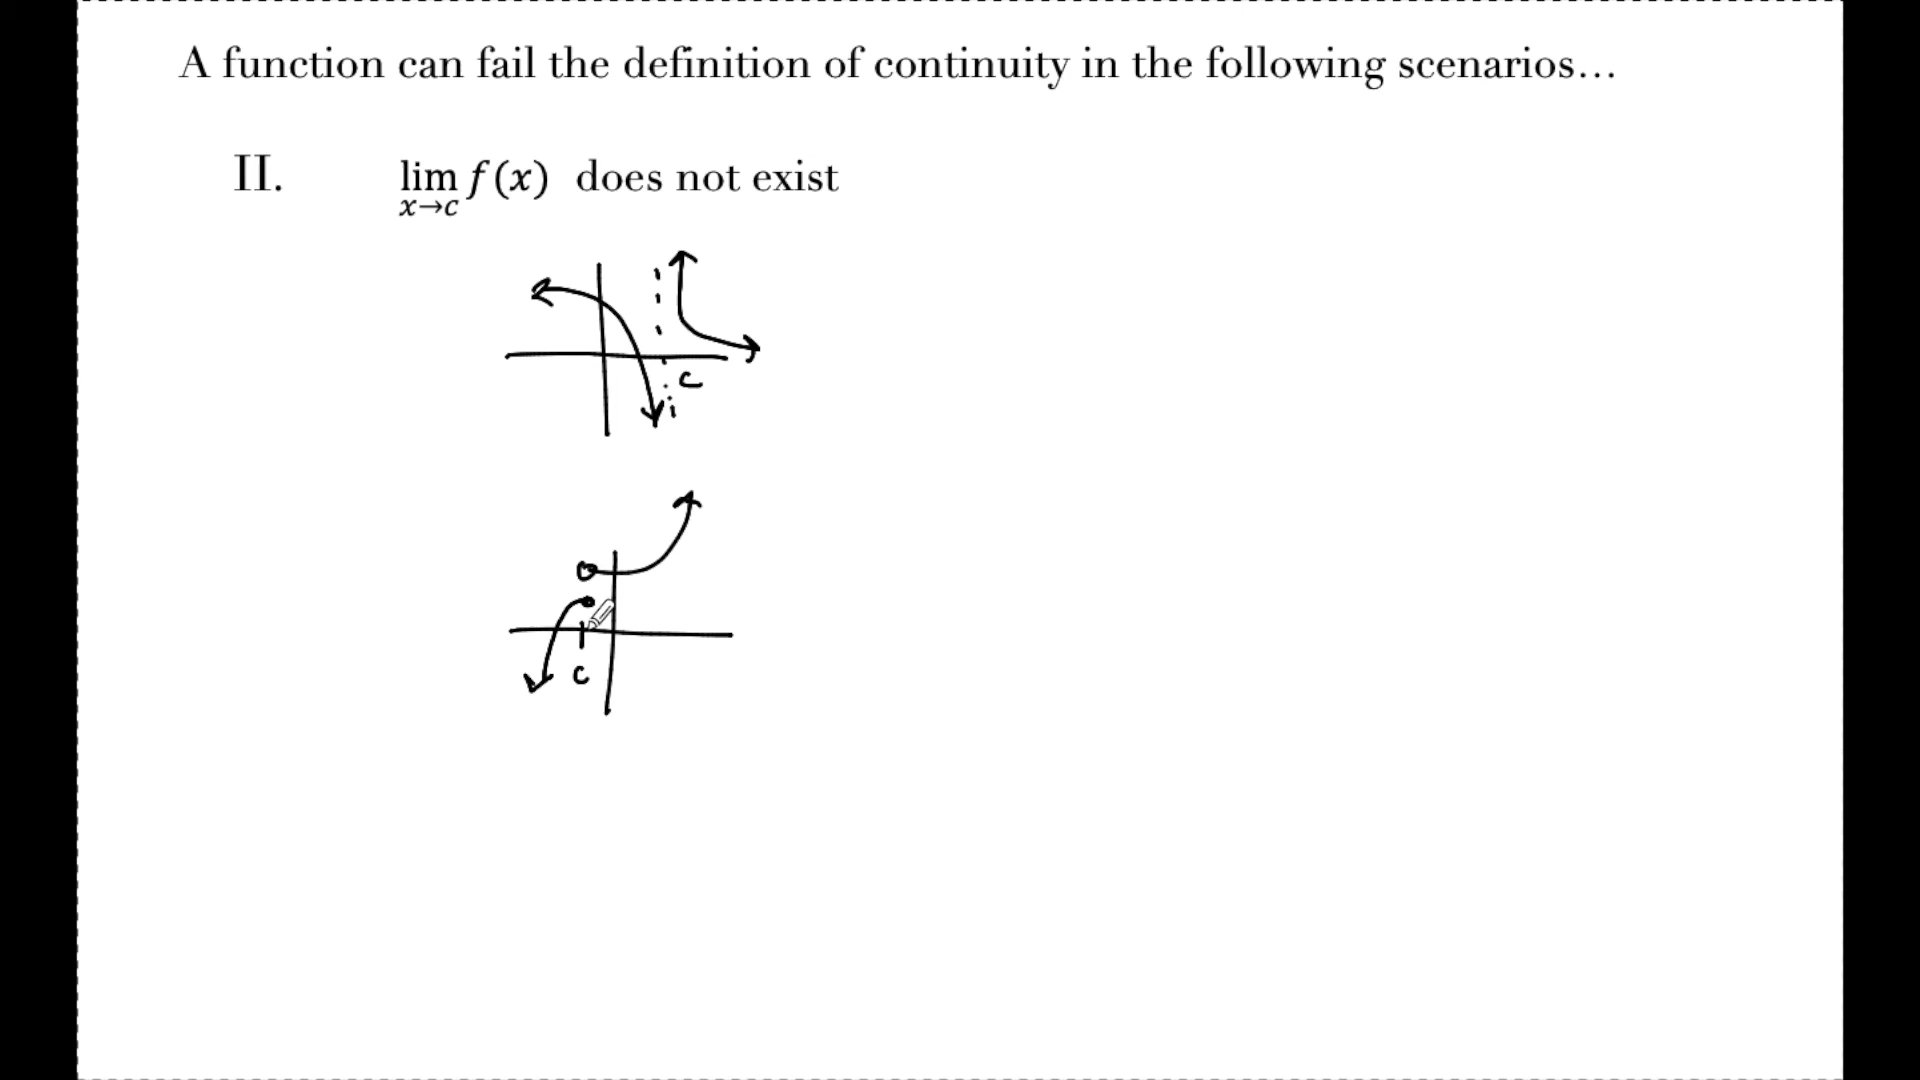 A function can fail the definition of continuity in the following scenarios...
II. lim f(x) does not exist
x→c
c
c